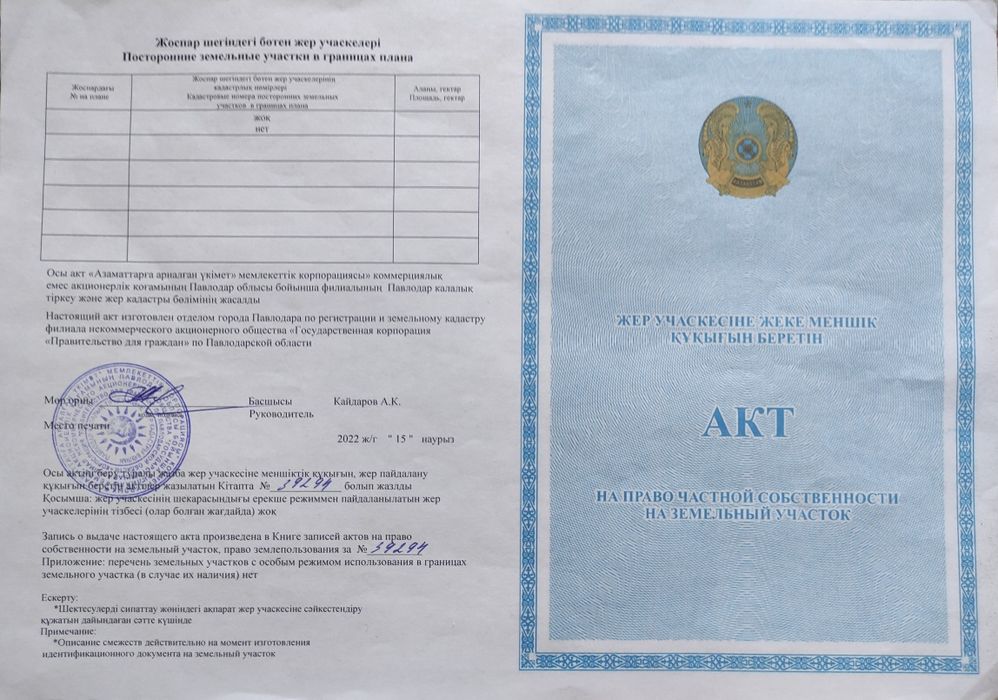 Жоспар шегіндегі бөтен жер учаскелері
Посторонние земельные участки в границах плана
Жоспардағы
№ на плане
Жоспар шегіндегі бөтен жер учаскелерінің
кадастрлық нөмірлері
Кадастровые номера посторонних земельных
участков в границах плана
Алаңы, гектар
Площадь, гектар
жоқ
нет
Осы акт «Азаматтарға арналған үкімет» мемлекеттік корпорациясы» коммерциялық
емес акционерлік қоғамының Павлодар облысы бойынша филиалының Павлодар қалалық
тіркеу және жер кадастры бөлімінің жасалды
Настоящий акт изготовлен отделом города Павлодара по регистрации и земельному кадастру
филиала некоммерческого акционерного общества «Государственная корпорация
«Правительство для граждан» по Павлодарской области
Мөр орны
Место печати
Басшысы
Руководитель
Кайдаров А.К.
2022 ж/г " 15 " наурыз
Осы актіні беру туралы жазба жер учаскесіне меншіктік құқығын, жер пайдалану
құқығын беретін актілер жазылатын Кітапта № 39294 болып жазлды
Қосымша: жер учаскесінің шекарасындығы ерекше режиммен пайдаланылатын жер
учаскелерінің тізбесі (олар болған жағдайда) жоқ
Запись о выдаче настоящего акта произведена в Книге записей актов на право
собственности на земельный участок, право землепользования за № 39294
Приложение: перечень земельных участков с особым режимом использования в границах
земельного участка (в случае их наличия) нет
Ескерту:
*Шектесулерді сипаттау жөніндегі ақпарат жер учаскесіне сәйкестендіру
құжатын дайындаған сәтте күшінде
Примечание:
*Описание смежеств действительно на момент изготовления
идентификационного документа на земельный участок
ЖЕР УЧАСКЕСІНЕ ЖЕКЕ МЕНШІК
ҚҰҚЫҒЫН БЕРЕТІН
АКТ
НА ПРАВО ЧАСТНОЙ СОБСТВЕННОСТИ
НА ЗЕМЕЛЬНЫЙ УЧАСТОК